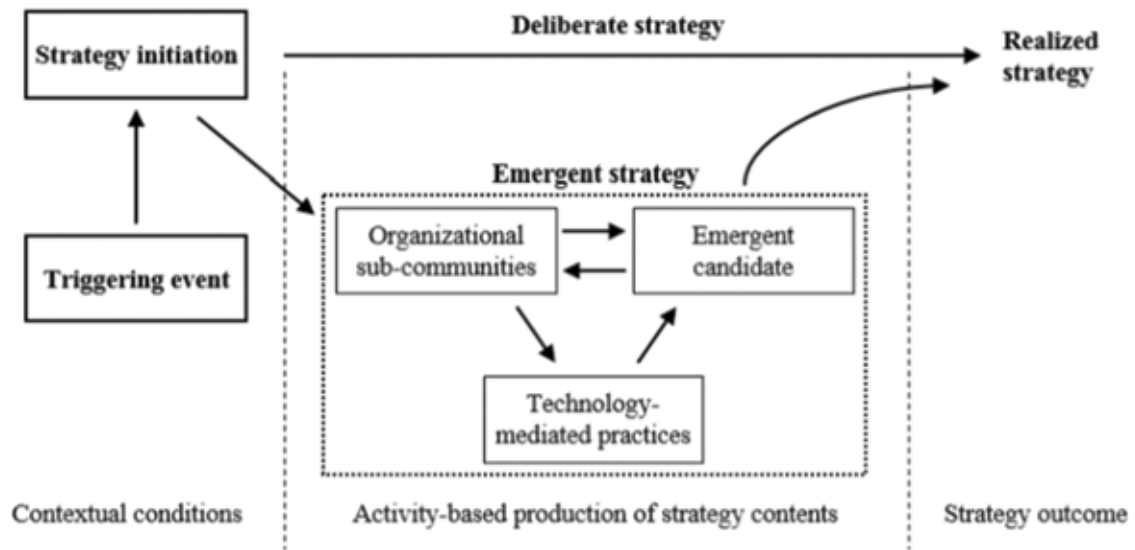 Deliberate strategy
Strategy initiation
Realized
strategy
Emergent strategy
Organizational
sub-communities
Emergent
candidate
Triggering event
Technology-
mediated practices
Contextual conditions
Activity-based production of strategy contents
Strategy outcome